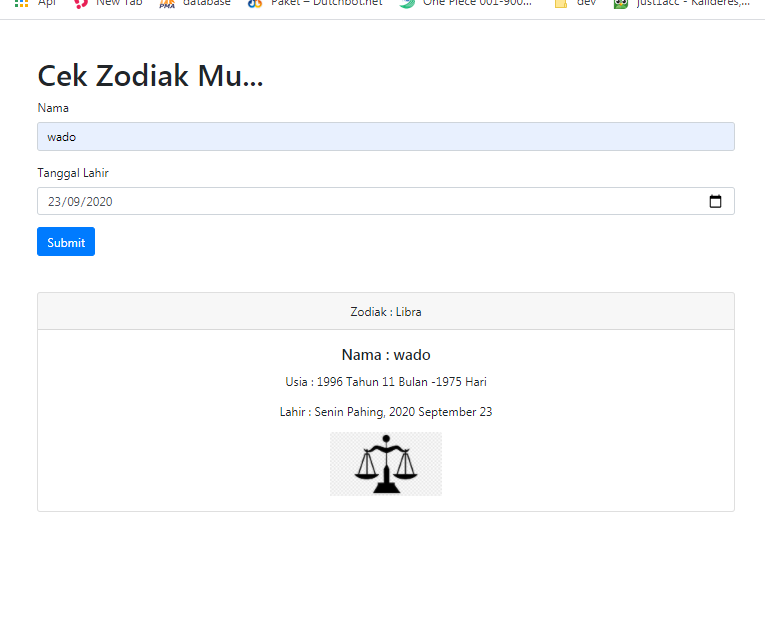 Api New Tab PMA database Paket – Dutchbot.net One Piece 001-900... dev just1acc - Kalideres,...
Cek Zodiak Mu...
Nama
wado
Tanggal Lahir
23/09/2020
Submit
Zodiak : Libra
Nama : wado
Usia : 1996 Tahun 11 Bulan -1975 Hari
Lahir : Senin Pahing, 2020 September 23